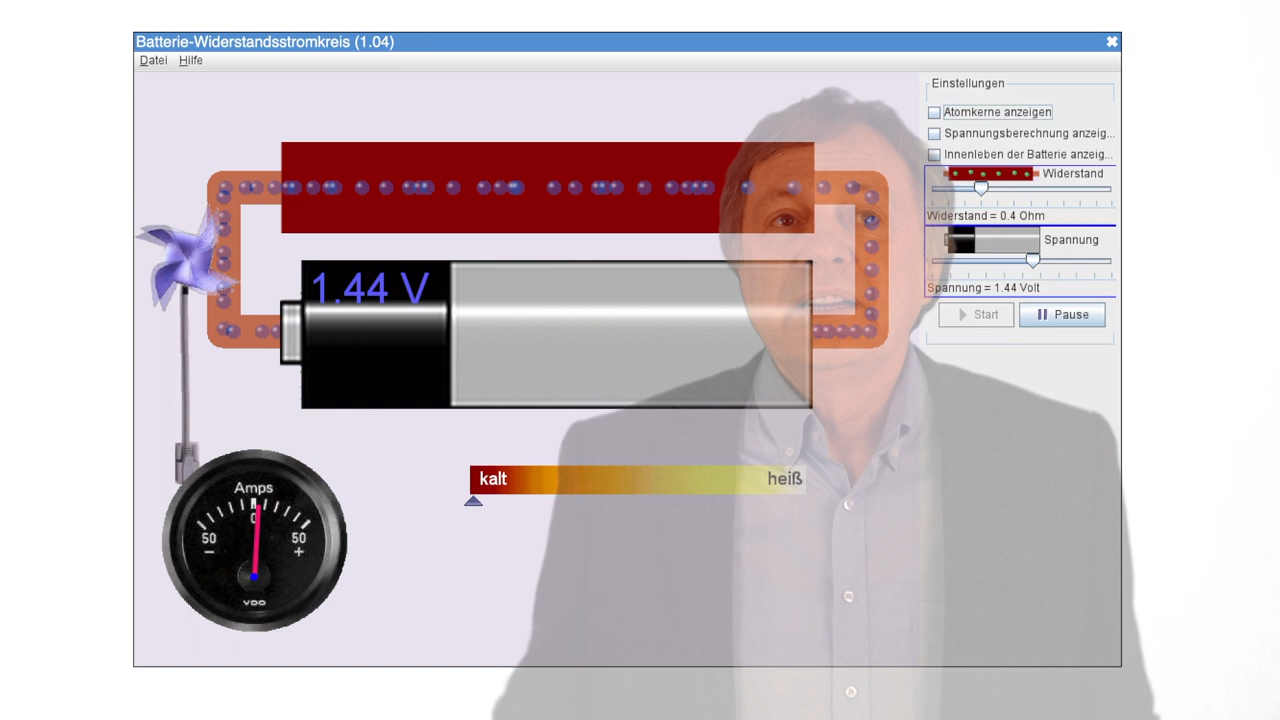 Batterie-Widerstandsstromkreis (1.04)
Datei Hilfe
Einstellungen
Atomkerne anzeigen
Spannungsberechnung anzeig...
Innenleben der Batterie anzeig...
Widerstand
Widerstand = 0.4 Ohm
Spannung
Spannung = 1.44 Volt
Start Pause
1.44 V
kalt heiß
Amps
0
50 50
– +
VDO